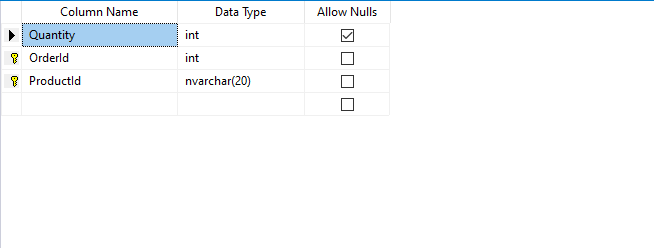 Column Name Data Type Allow Nulls
Quantity int
OrderId int
ProductId nvarchar(20)